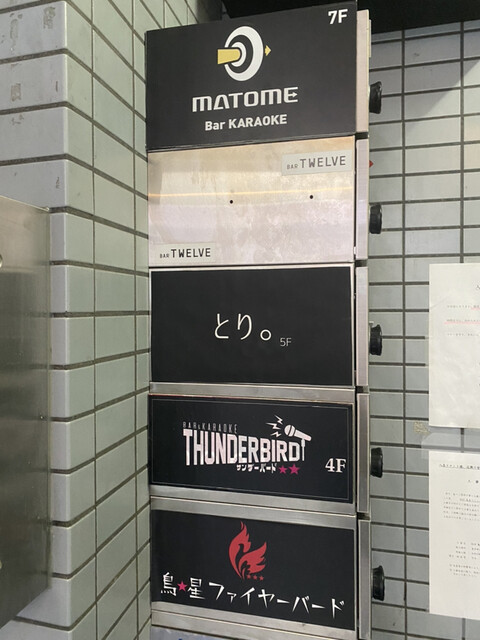 7F
MATOME
Bar KARAOKE
BAR TWELVE
BAR TWELVE
とり。 5F
BAR&KARAOKE
THUNDERBIRD
サンダーバード★★
4F
鳥★星ファイヤーバード